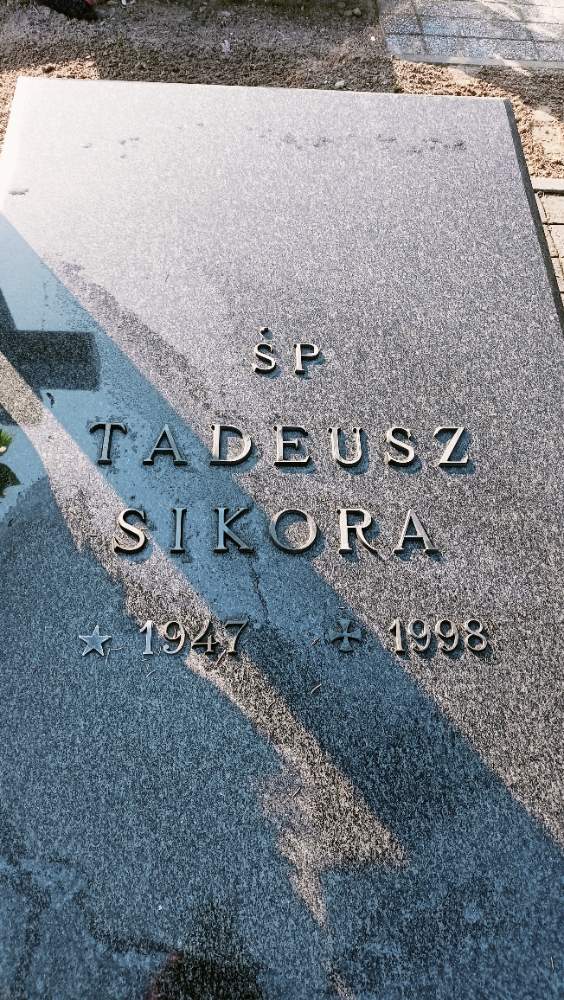 ŚP
TADEUSZ
SIKORA
1947 1998